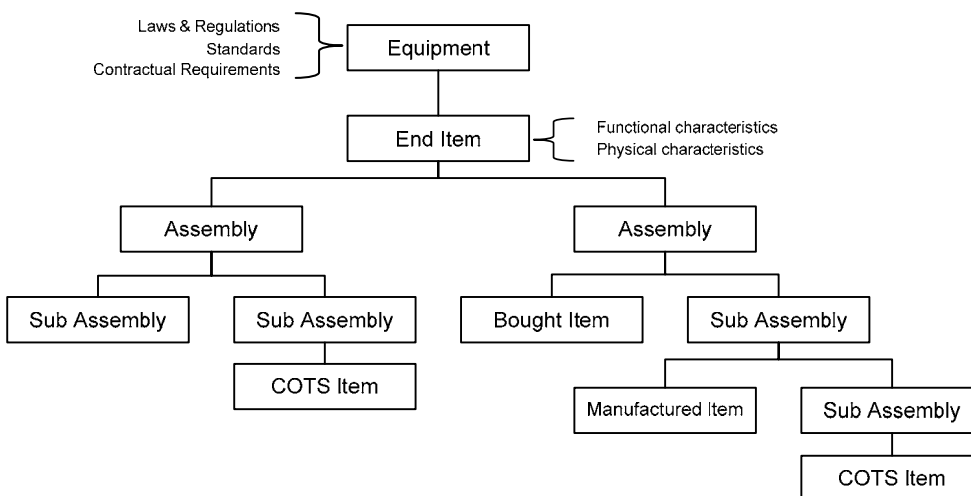 Laws & Regulations
Standards
Contractual Requirements
Equipment
End Item
Functional characteristics
Physical characteristics
Assembly
Assembly
Sub Assembly
Sub Assembly
Bought Item
Sub Assembly
COTS Item
Manufactured Item
Sub Assembly
COTS Item